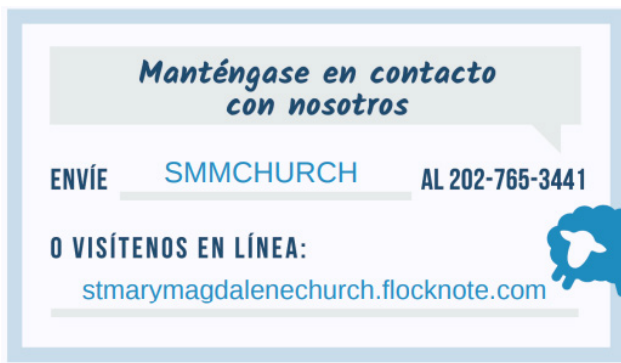 Manténgase en contacto
con nosotros
ENVÍE SMMCHURCH AL 202-765-3441
O VISÍTENOS EN LÍNEA:
stmarymagdalenechurch.flocknote.com